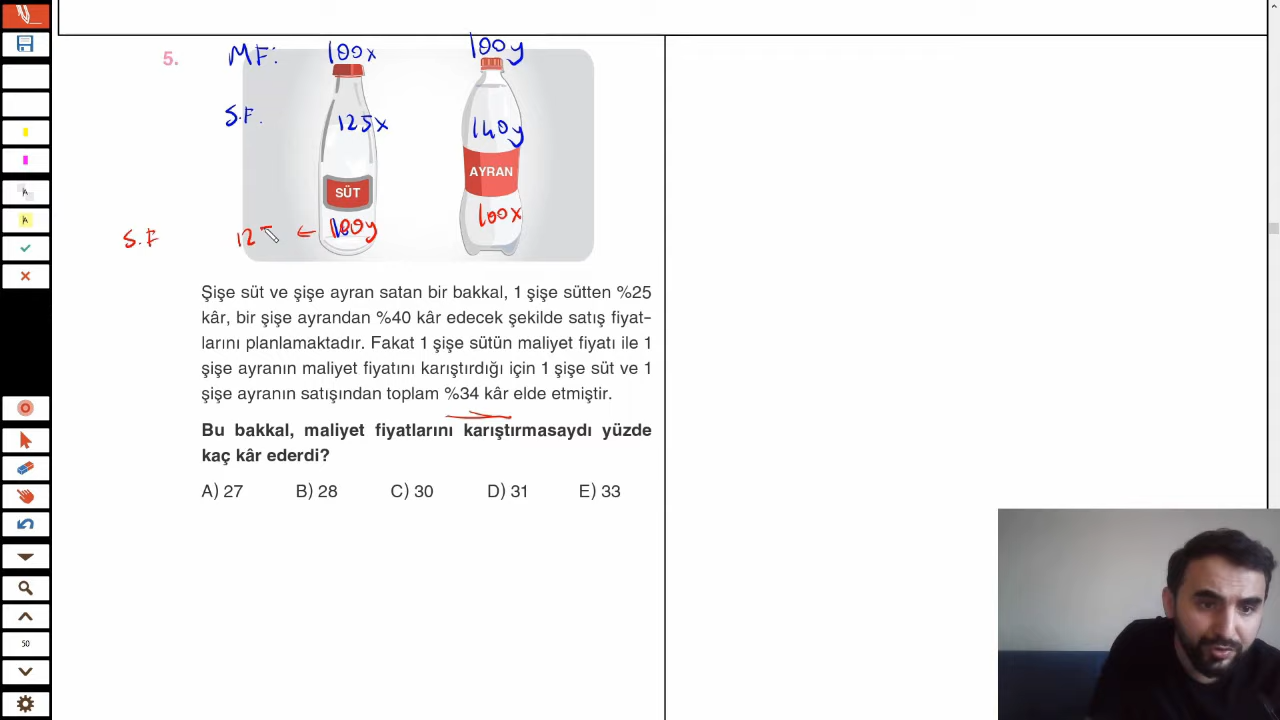 5.
MF: 100x 100y
S.F. 125x 140y
SÜT AYRAN
S.F 125 ← 100y 100x
Şişe süt ve şişe ayran satan bir bakkal, 1 şişe sütten %25
kâr, bir şişe ayrandan %40 kâr edecek şekilde satış fiyat-
larını planlamaktadır. Fakat 1 şişe sütün maliyet fiyatı ile 1
şişe ayranın maliyet fiyatını karıştırdığı için 1 şişe süt ve 1
şişe ayranın satışından toplam %34 kâr elde etmiştir.
Bu bakkal, maliyet fiyatlarını karıştırmasaydı yüzde
kaç kâr ederdi?
A) 27 B) 28 C) 30 D) 31 E) 33
50